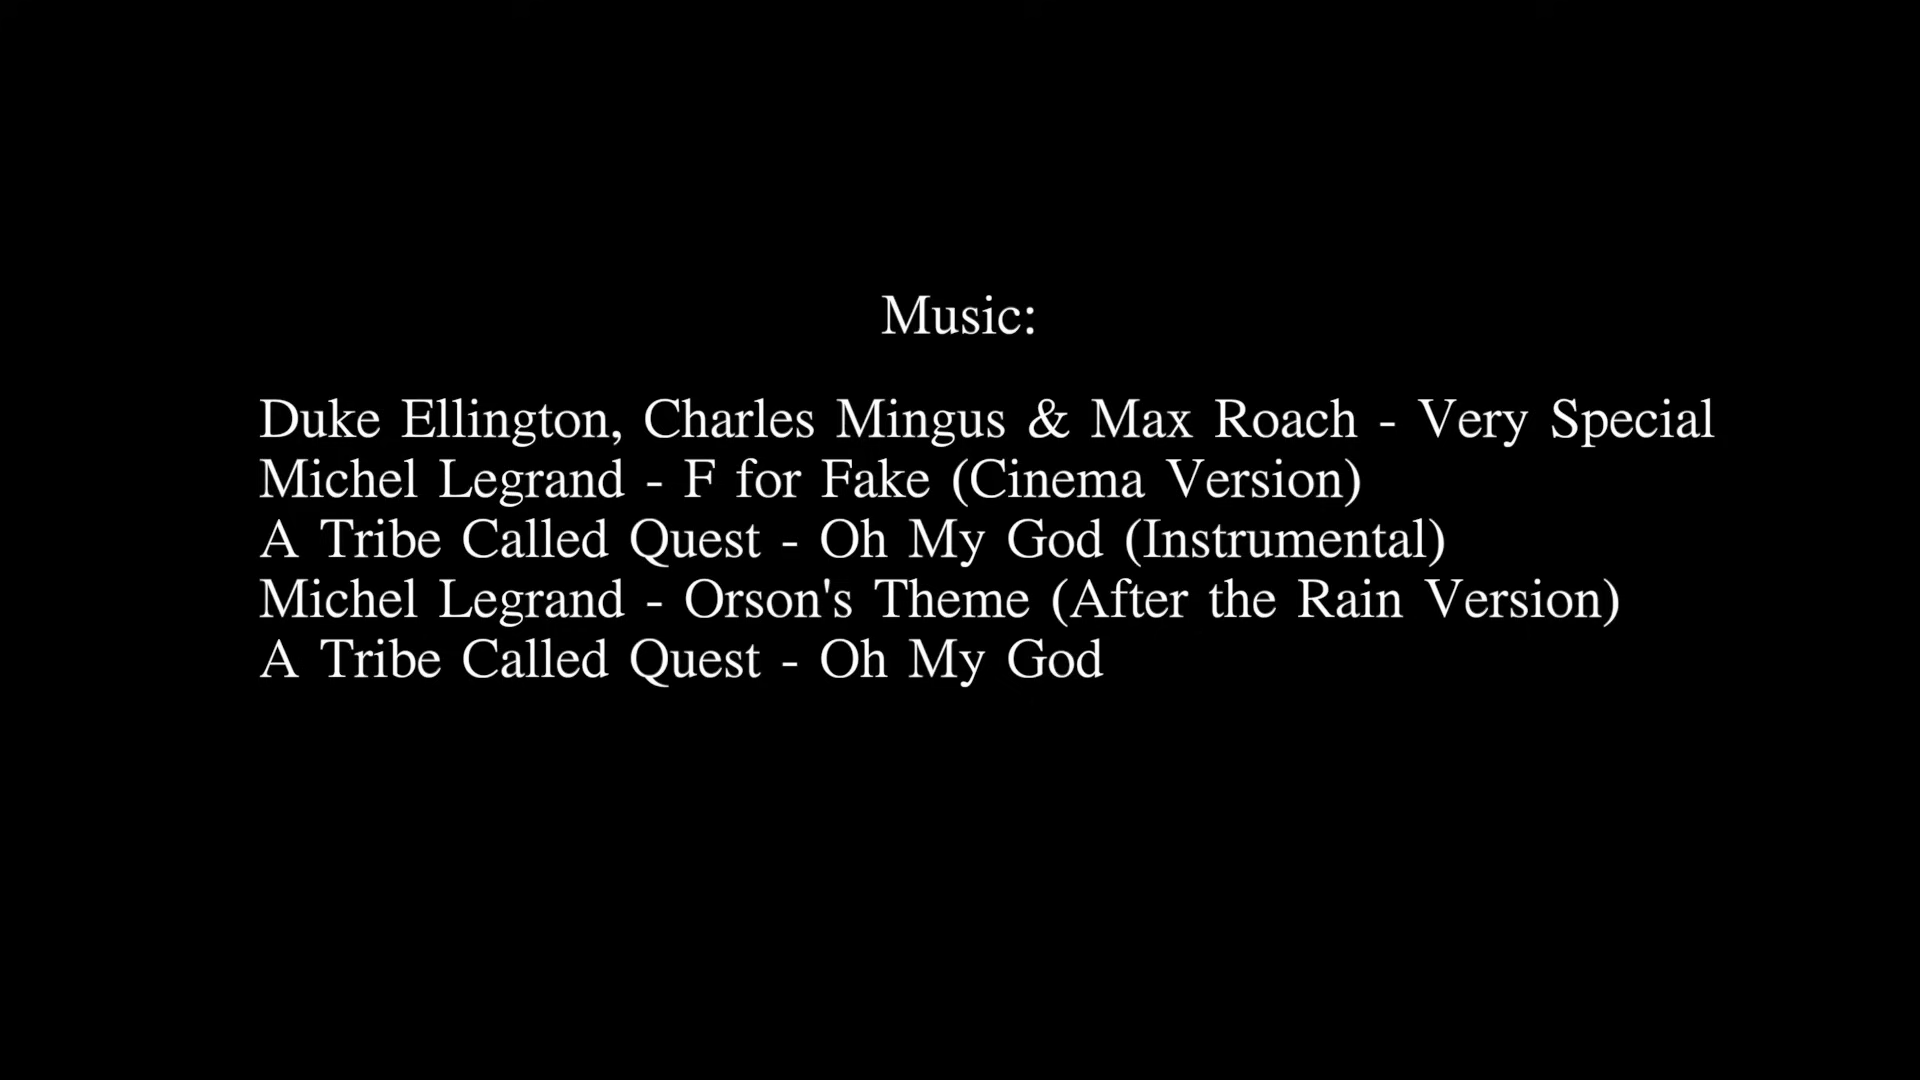 Music:
Duke Ellington, Charles Mingus & Max Roach - Very Special
Michel Legrand - F for Fake (Cinema Version)
A Tribe Called Quest - Oh My God (Instrumental)
Michel Legrand - Orson's Theme (After the Rain Version)
A Tribe Called Quest - Oh My God